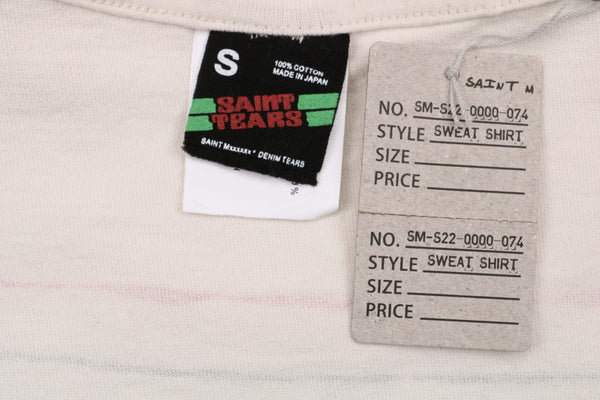 S
100% COTTON
MADE IN JAPAN
SAINT
TEARS
SAINT Mxxxxxx × DENIM TEARS
SAINT M
NO. SM-S22-0000-074
STYLE SWEAT SHIRT
SIZE
PRICE
NO. SM-S22-0000-074
STYLE SWEAT SHIRT
SIZE
PRICE